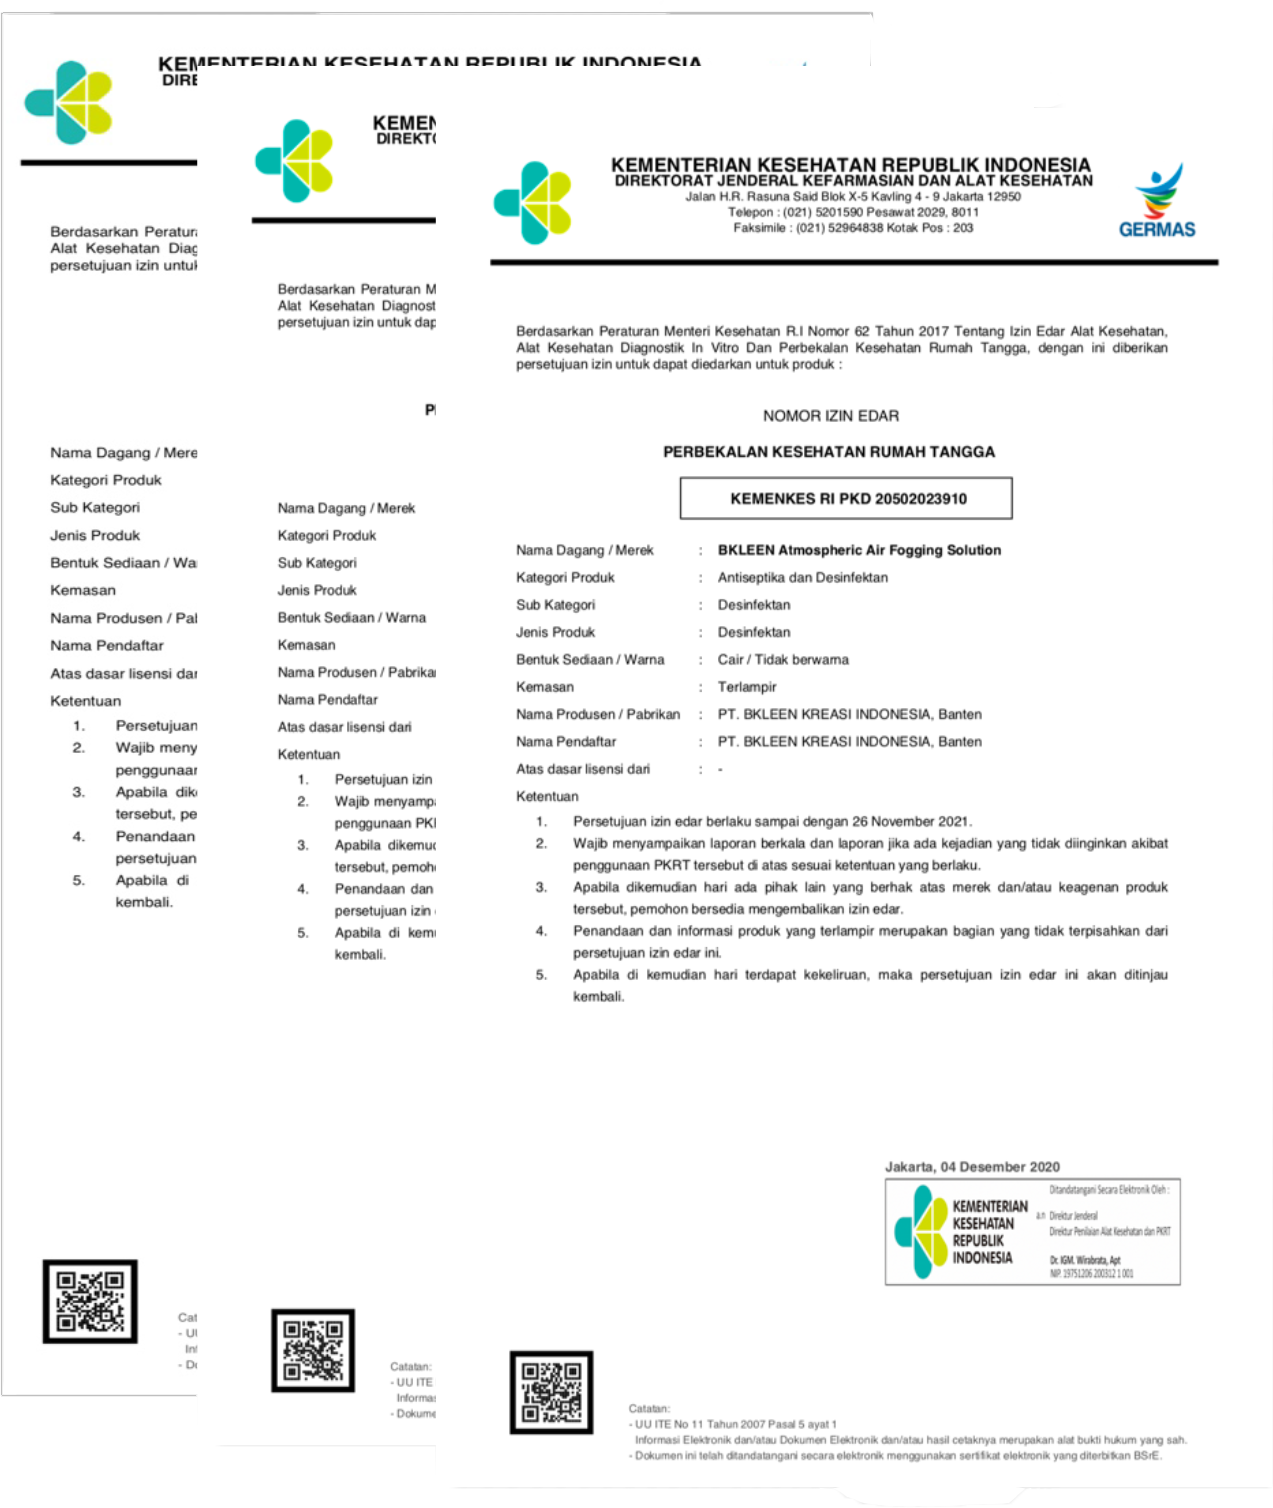 KEMENTERIAN KESEHATAN REPUBLIK INDONESIA
DIRE
Berdasarkan Peratur
Alat Kesehatan Diag
persetujuan izin untuk
Nama Dagang / Mere
Kategori Produk
Sub Kategori
Jenis Produk
Bentuk Sediaan / Wa
Kemasan
Nama Produsen / Pal
Nama Pendaftar
Atas dasar lisensi dar
Ketentuan
1. Persetujuan
2. Wajib meny
penggunaan
3. Apabila dik
tersebut, pe
4. Penandaan
persetujuan
5. Apabila di
kembali.
Cat
- UU
Inf
- Do
KEMEN
DIREKTO
Berdasarkan Peraturan M
Alat Kesehatan Diagnost
persetujuan izin untuk dap
P
Nama Dagang / Merek
Kategori Produk
Sub Kategori
Jenis Produk
Bentuk Sediaan / Warna
Kemasan
Nama Produsen / Pabrikan
Nama Pendaftar
Atas dasar lisensi dari
Ketentuan
1. Persetujuan izin
2. Wajib menyampa
penggunaan PKI
3. Apabila dikemud
tersebut, pemoh
4. Penandaan dan
persetujuan izin
5. Apabila di kem
kembali.
Catatan:
- UU ITE
Informas
- Dokume
KEMENTERIAN KESEHATAN REPUBLIK INDONESIA
DIREKTORAT JENDERAL KEFARMASIAN DAN ALAT KESEHATAN
Jalan H.R. Rasuna Said Blok X-5 Kavling 4 - 9 Jakarta 12950
Telepon : (021) 5201590 Pesawat 2029, 8011
Faksimile : (021) 52964838 Kotak Pos : 203
GERMAS
Berdasarkan Peraturan Menteri Kesehatan R.I Nomor 62 Tahun 2017 Tentang Izin Edar Alat Kesehatan,
Alat Kesehatan Diagnostik In Vitro Dan Perbekalan Kesehatan Rumah Tangga, dengan ini diberikan
persetujuan izin untuk dapat diedarkan untuk produk :
NOMOR IZIN EDAR
PERBEKALAN KESEHATAN RUMAH TANGGA
KEMENKES RI PKD 20502023910
Nama Dagang / Merek : BKLEEN Atmospheric Air Fogging Solution
Kategori Produk : Antiseptika dan Desinfektan
Sub Kategori : Desinfektan
Jenis Produk : Desinfektan
Bentuk Sediaan / Warna : Cair / Tidak berwarna
Kemasan : Terlampir
Nama Produsen / Pabrikan : PT. BKLEEN KREASI INDONESIA, Banten
Nama Pendaftar : PT. BKLEEN KREASI INDONESIA, Banten
Atas dasar lisensi dari : -
Ketentuan
1. Persetujuan izin edar berlaku sampai dengan 26 November 2021.
2. Wajib menyampaikan laporan berkala dan laporan jika ada kejadian yang tidak diinginkan akibat
penggunaan PKRT tersebut di atas sesuai ketentuan yang berlaku.
3. Apabila dikemudian hari ada pihak lain yang berhak atas merek dan/atau keagenan produk
tersebut, pemohon bersedia mengembalikan izin edar.
4. Penandaan dan informasi produk yang terlampir merupakan bagian yang tidak terpisahkan dari
persetujuan izin edar ini.
5. Apabila di kemudian hari terdapat kekeliruan, maka persetujuan izin edar ini akan ditinjau
kembali.
Jakarta, 04 Desember 2020
KEMENTERIAN
KESEHATAN
REPUBLIK
INDONESIA
Ditandatangani Secara Elektronik Oleh :
a.n Direktur Jenderal
Direktur Penilaian Alat Kesehatan dan PKRT
Dr. IGM. Wirabrata, Apt
NIP. 19751206 200312 1 001
Catatan:
- UU ITE No 11 Tahun 2007 Pasal 5 ayat 1
Informasi Elektronik dan/atau Dokumen Elektronik dan/atau hasil cetaknya merupakan alat bukti hukum yang sah.
- Dokumen ini telah ditandatangani secara elektronik menggunakan sertifikat elektronik yang diterbitkan BSrE.